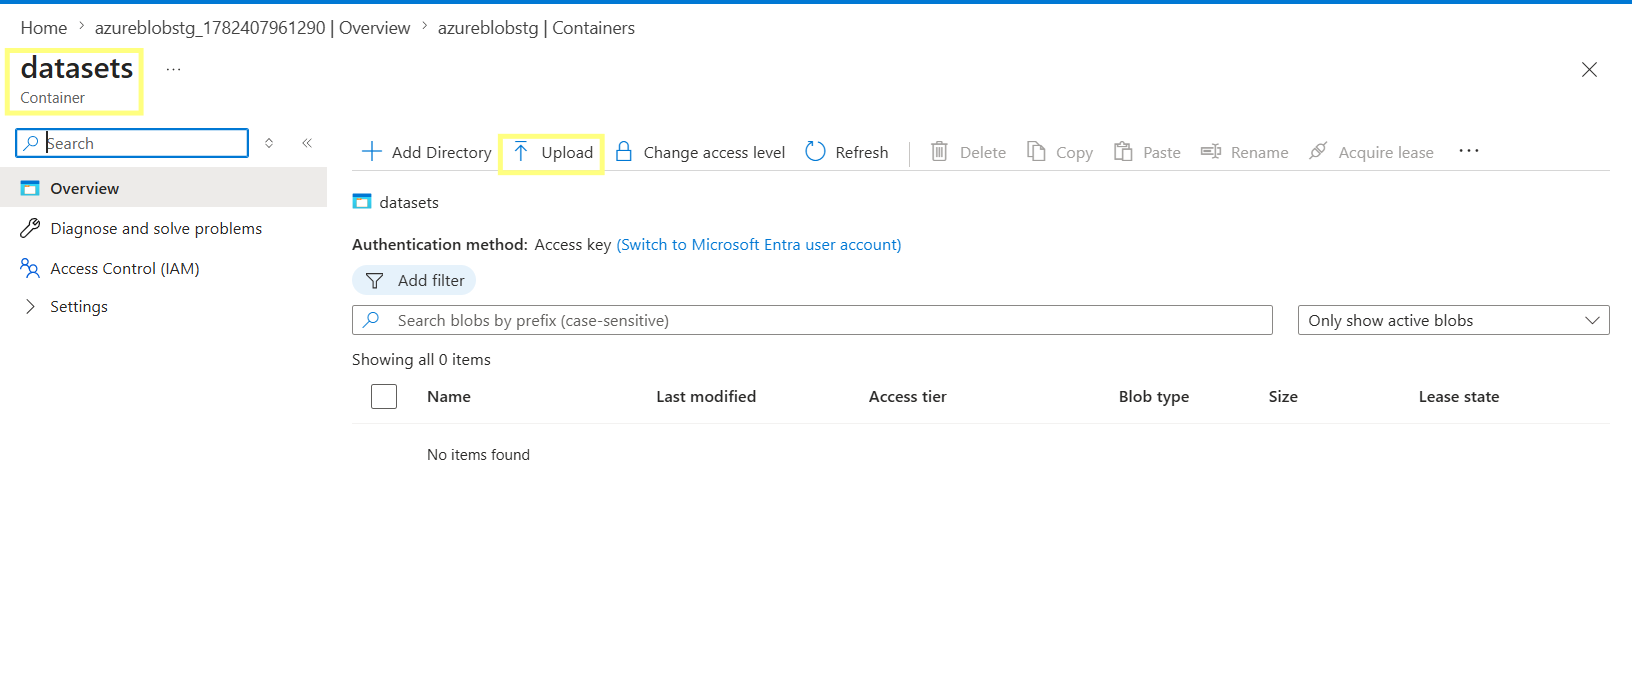 Home > azureblobstg_1782407961290 | Overview > azureblobstg | Containers
datasets ...
Container
Search
Overview
Diagnose and solve problems
Access Control (IAM)
Settings
Add Directory Upload Change access level Refresh Delete Copy Paste Rename Acquire lease ...
datasets
Authentication method: Access key (Switch to Microsoft Entra user account)
Add filter
Search blobs by prefix (case-sensitive) Only show active blobs
Showing all 0 items
Name Last modified Access tier Blob type Size Lease state
No items found